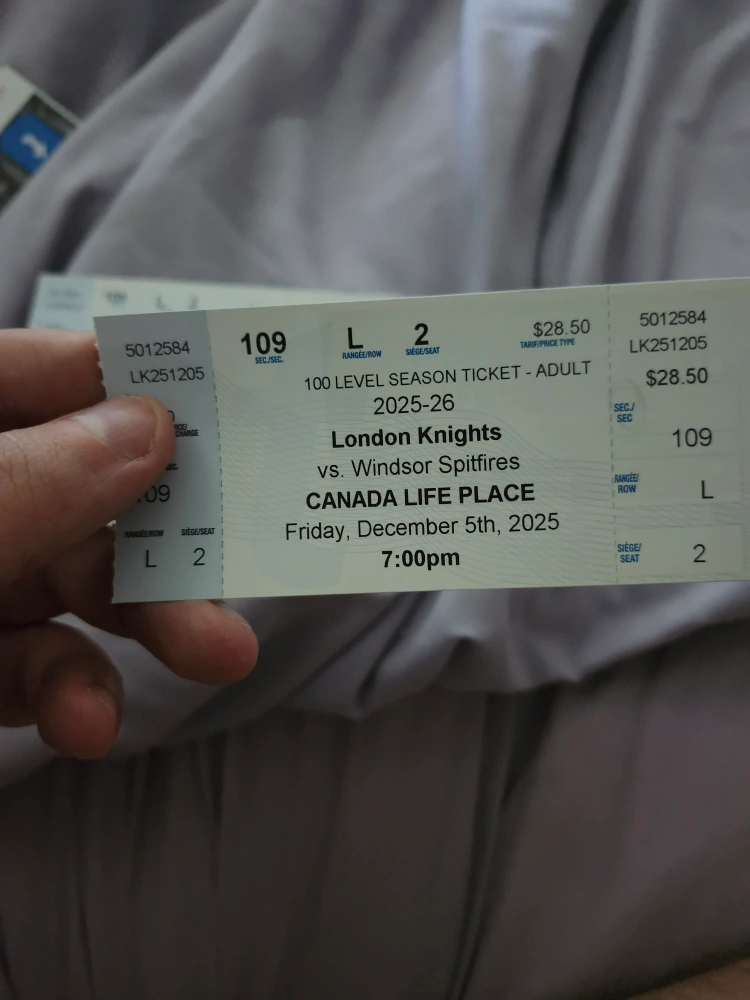 5012584
LK251205
09
RANGÉE/ROW SIÈGE/SEAT
L 2
109 L 2 $28.50
SEC./SEC. RANGÉE/ROW SIÈGE/SEAT TARIF/PRICE TYPE
100 LEVEL SEASON TICKET - ADULT
2025-26
London Knights
vs. Windsor Spitfires
CANADA LIFE PLACE
Friday, December 5th, 2025
7:00pm
5012584
LK251205
$28.50
SEC./
SEC
109
RANGÉE/
ROW
L
SIÈGE/
SEAT
2